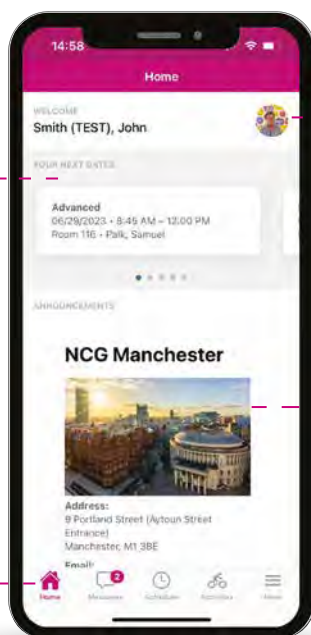 14:58
Home
WELCOME
Smith (TEST), John
YOUR NEXT DATES
Advanced
06/29/2023 • 8:45 AM – 12:00 PM
Room 116 - Palk, Samuel
ANNOUNCEMENTS
NCG Manchester
Address:
9 Portland Street (Aytoun Street
Entrance)
Manchester, M1 3BE
Email:
2
Home Messages Schedules Activities More